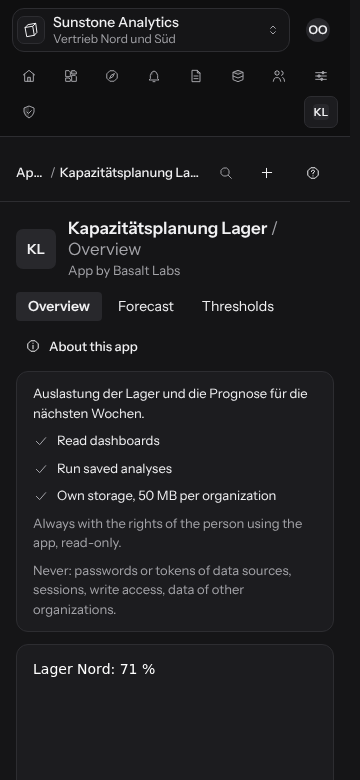 Sunstone Analytics
Vertrieb Nord und Süd
OO
KL
Ap... / Kapazitätsplanung La...
KL
Kapazitätsplanung Lager /
Overview
App by Basalt Labs
Overview Forecast Thresholds
About this app
Auslastung der Lager und die Prognose für die
nächsten Wochen.
Read dashboards
Run saved analyses
Own storage, 50 MB per organization
Always with the rights of the person using the
app, read-only.
Never: passwords or tokens of data sources,
sessions, write access, data of other
organizations.
Lager Nord: 71 %